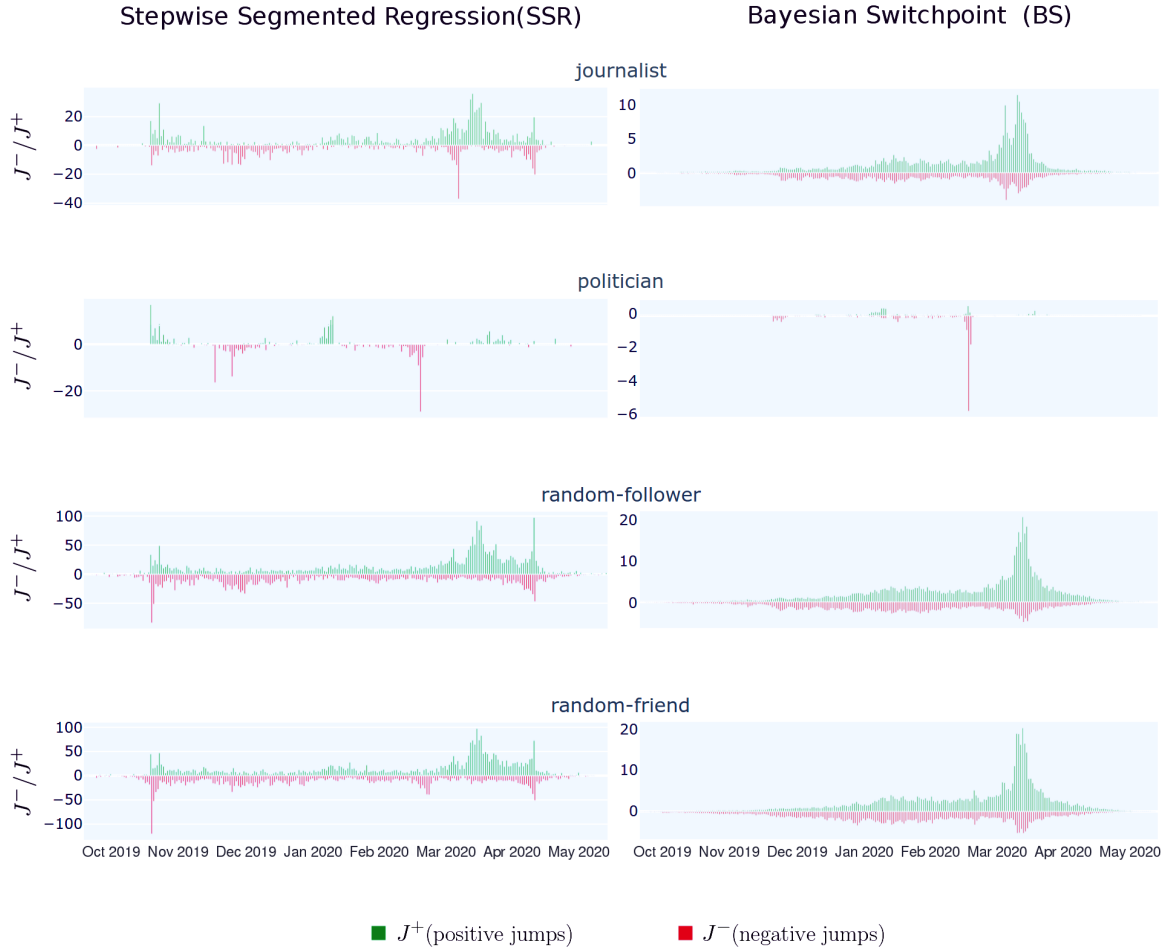 Stepwise Segmented Regression(SSR) Bayesian Switchpoint (BS)
journalist
J⁻/J⁺
20
0
−20
−40
10
5
0
politician
J⁻/J⁺
0
−20
0
−2
−4
−6
random-follower
J⁻/J⁺
100
50
0
−50
20
10
0
random-friend
J⁻/J⁺
100
50
0
−50
−100
20
10
0
Oct 2019 Nov 2019 Dec 2019 Jan 2020 Feb 2020 Mar 2020 Apr 2020 May 2020
Oct 2019 Nov 2019 Dec 2019 Jan 2020 Feb 2020 Mar 2020 Apr 2020 May 2020
J⁺(positive jumps) J⁻(negative jumps)